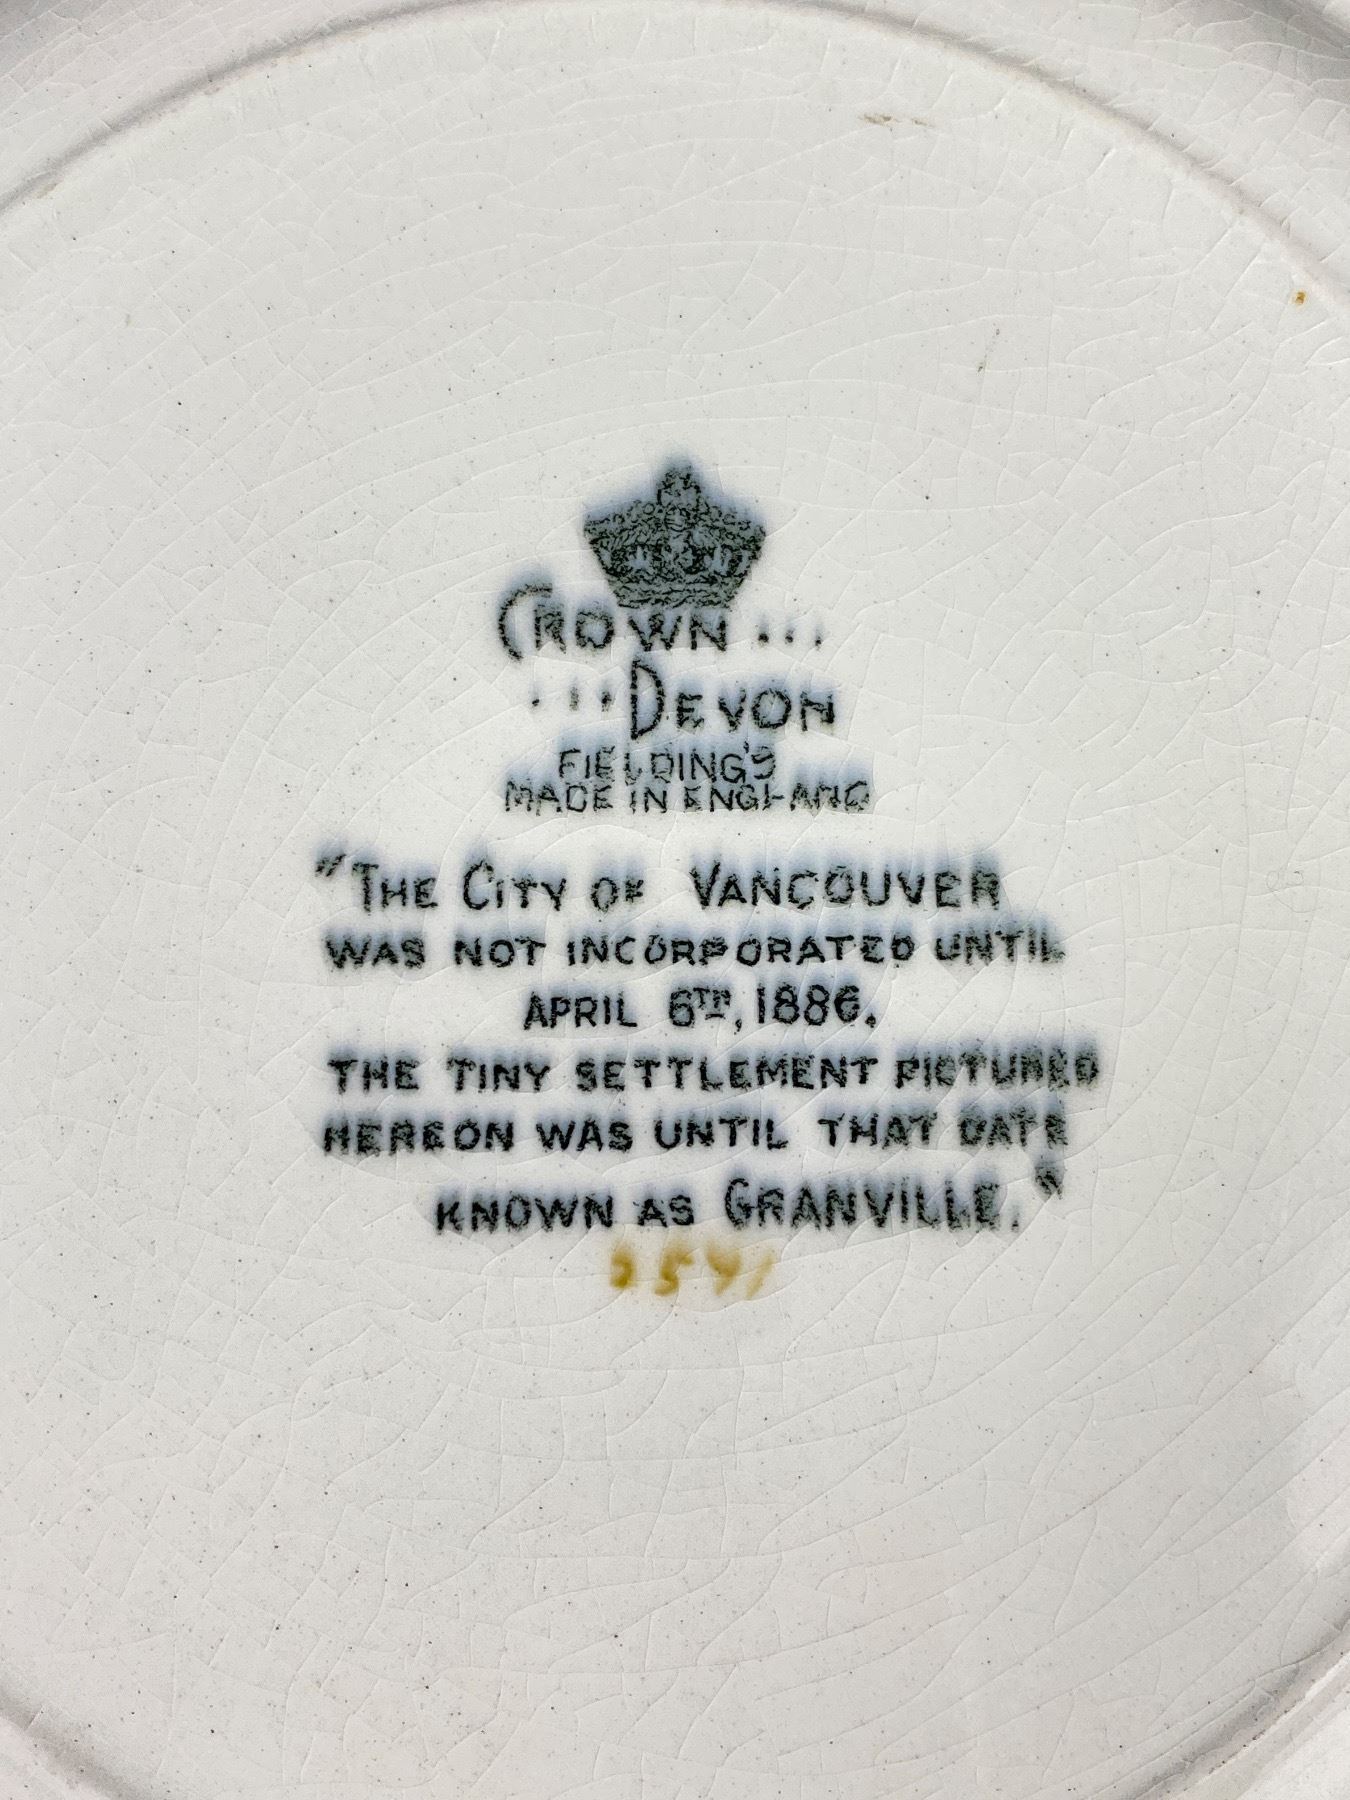 CROWN ...
... DEVON
FIELDING'S
MADE IN ENGLAND
"THE CITY OF VANCOUVER
WAS NOT INCORPORATED UNTIL
APRIL 6TH, 1886.
THE TINY SETTLEMENT PICTURED
HEREON WAS UNTIL THAT DATE
KNOWN AS GRANVILLE."